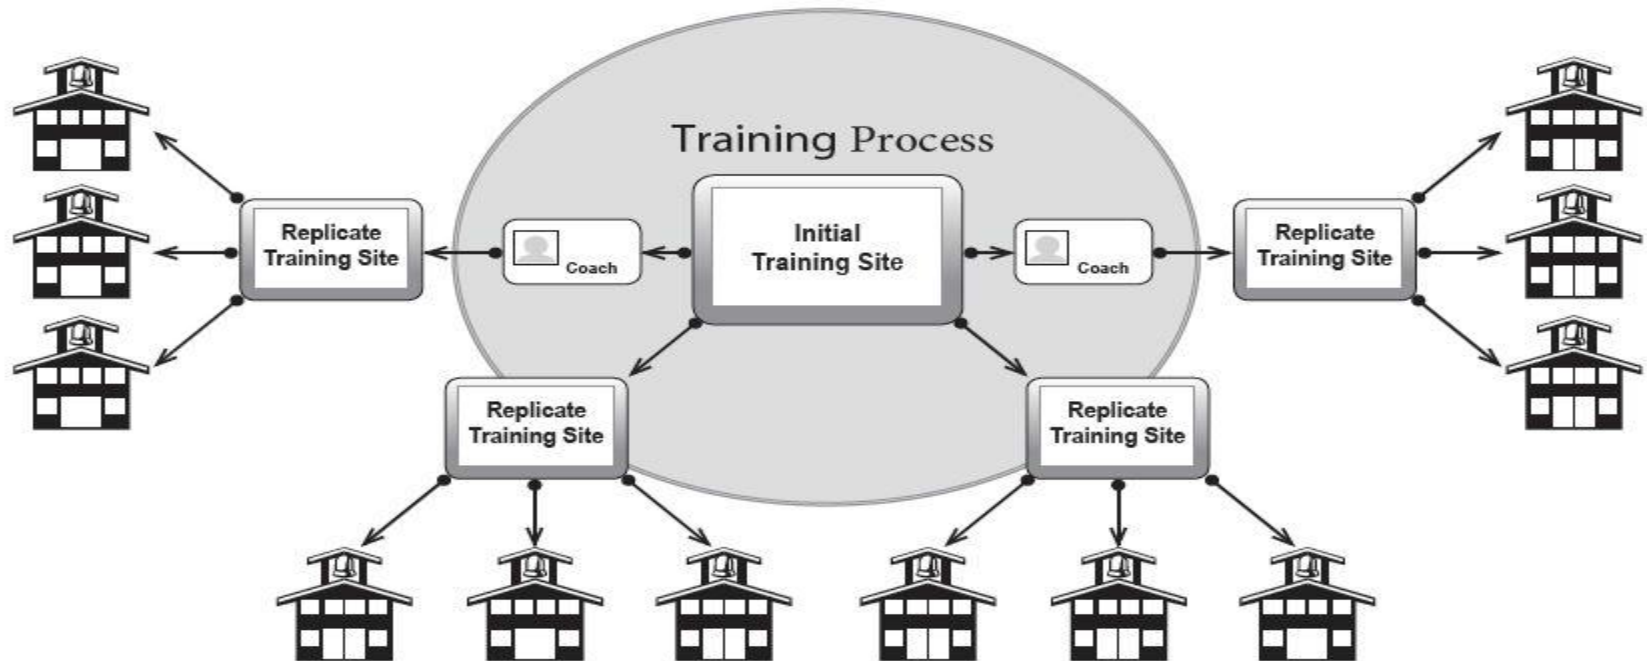 Training Process
Replicate
Training Site
Coach
Initial
Training Site
Coach
Replicate
Training Site
Replicate
Training Site
Replicate
Training Site